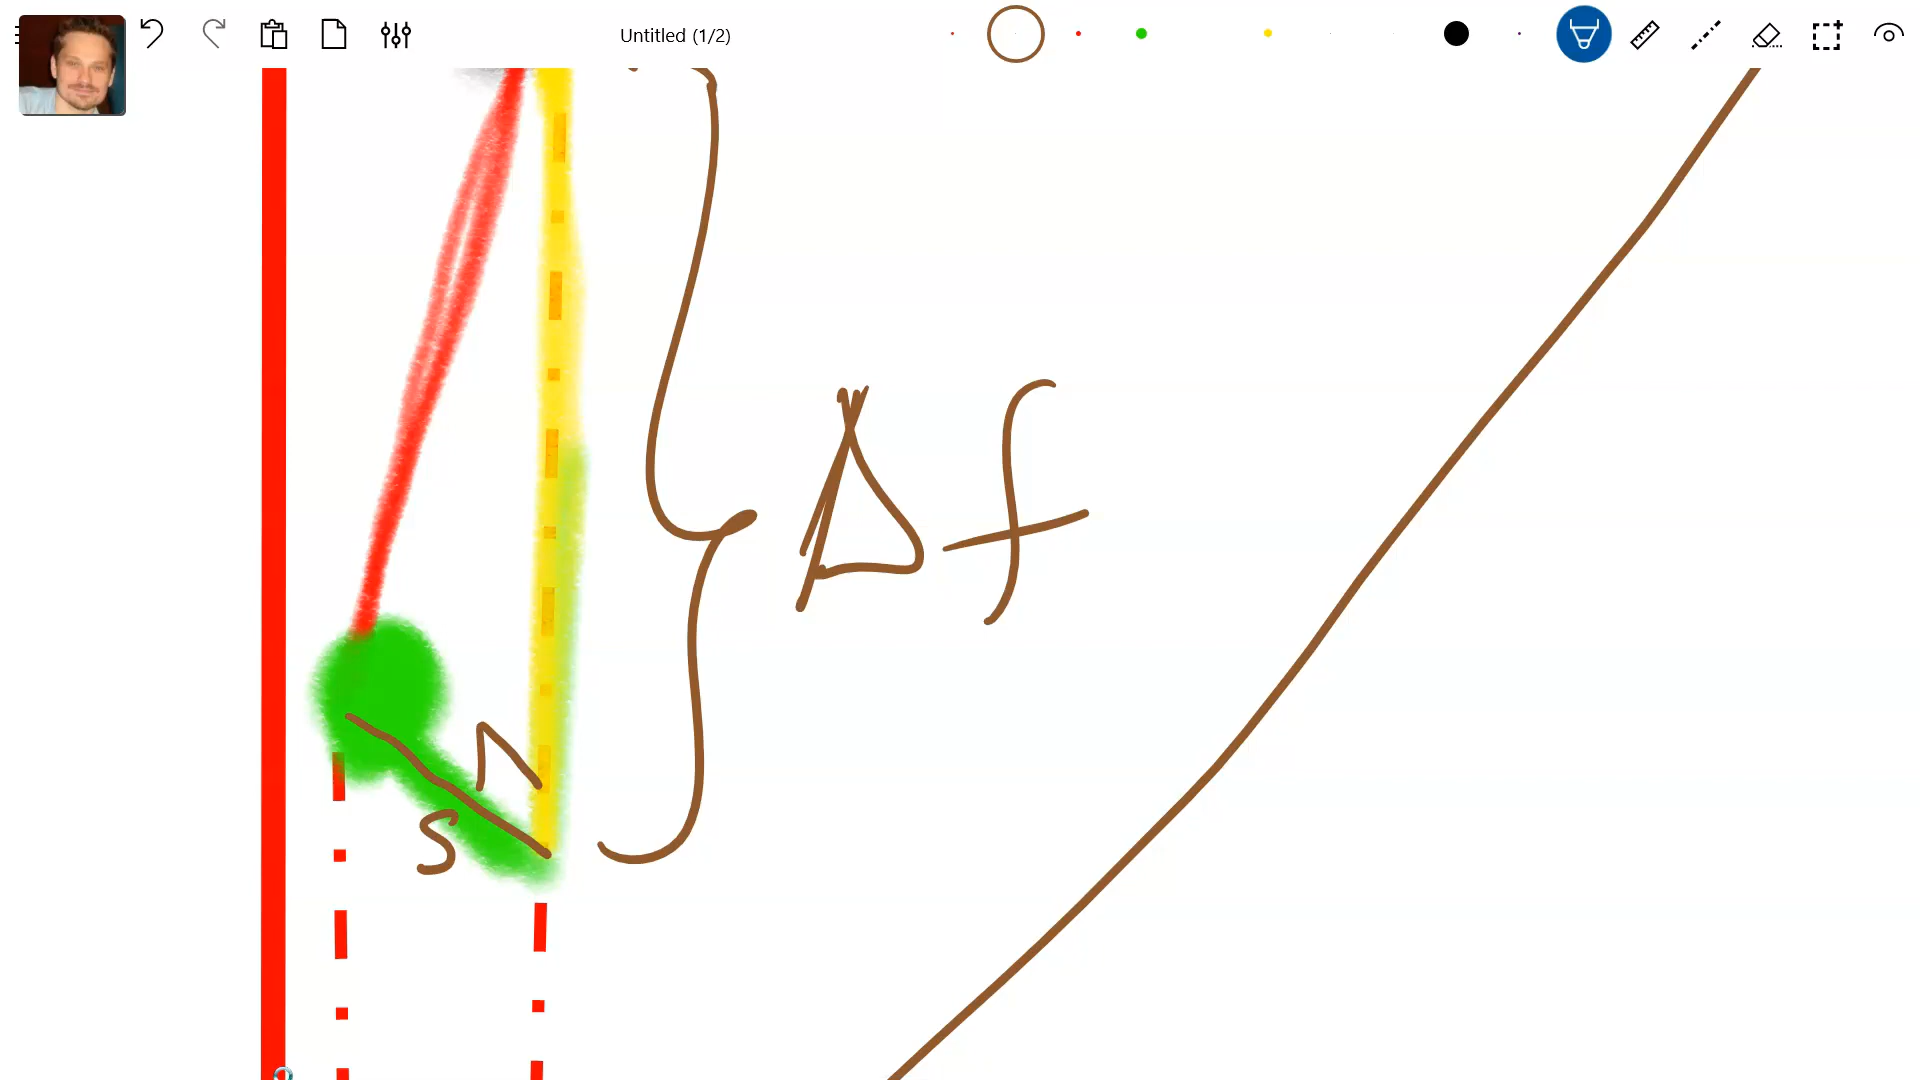 Untitled (1/2)
Δf
N
S